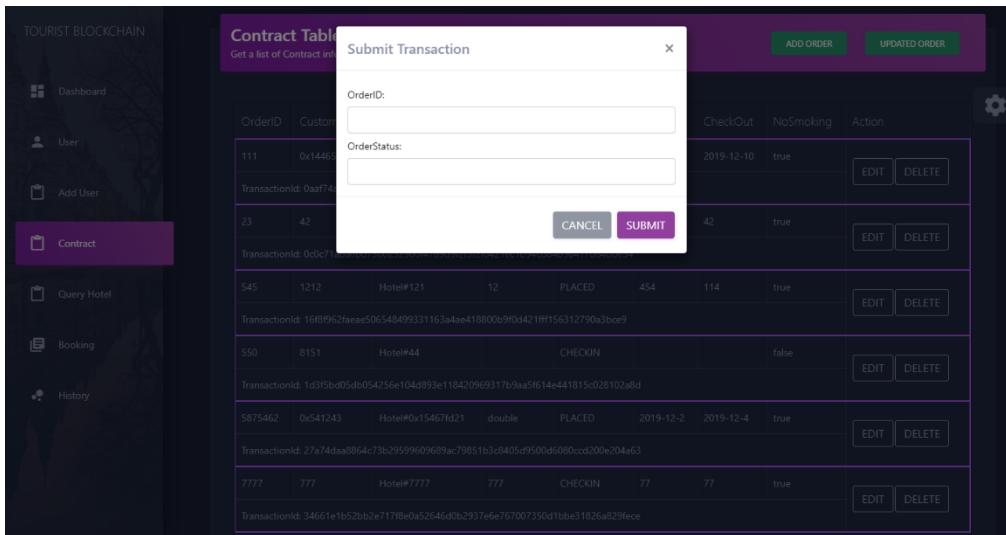 TOURIST BLOCKCHAIN
Dashboard
User
Add User
Contract
Query Hotel
Booking
History
Contract Table
Get a list of Contract
ADD ORDER
UPDATED ORDER
Submit Transaction ×
OrderID:
OrderStatus:
CANCEL SUBMIT
OrderID CheckOut NoSmoking Action
111 0x14465 2019-12-10 true EDIT DELETE
TransactionId:
23 42 42 true EDIT DELETE
TransactionId:
545 1212 Hotel#121 12 PLACED 454 114 true EDIT DELETE
TransactionId:
550 8151 Hotel#44 CHECKIN false EDIT DELETE
TransactionId: 1d3f5bd05db054256e104d893e118420969317b9aa5f614e441815c028102a8d
5875462 0x541243 Hotel#0x15467fd21 double PLACED 2019-12-2 2019-12-4 true EDIT DELETE
TransactionId: 27a74daa8864c73b29599609689ac79851b3c8405d9500d6080ccd200e204a63
7777 777 Hotel#7777 777 CHECKIN 77 77 true EDIT DELETE
TransactionId: 34661e1b52bb2e717f8e0a52646d0b2937e6e767007350d1bbe31826a829fece